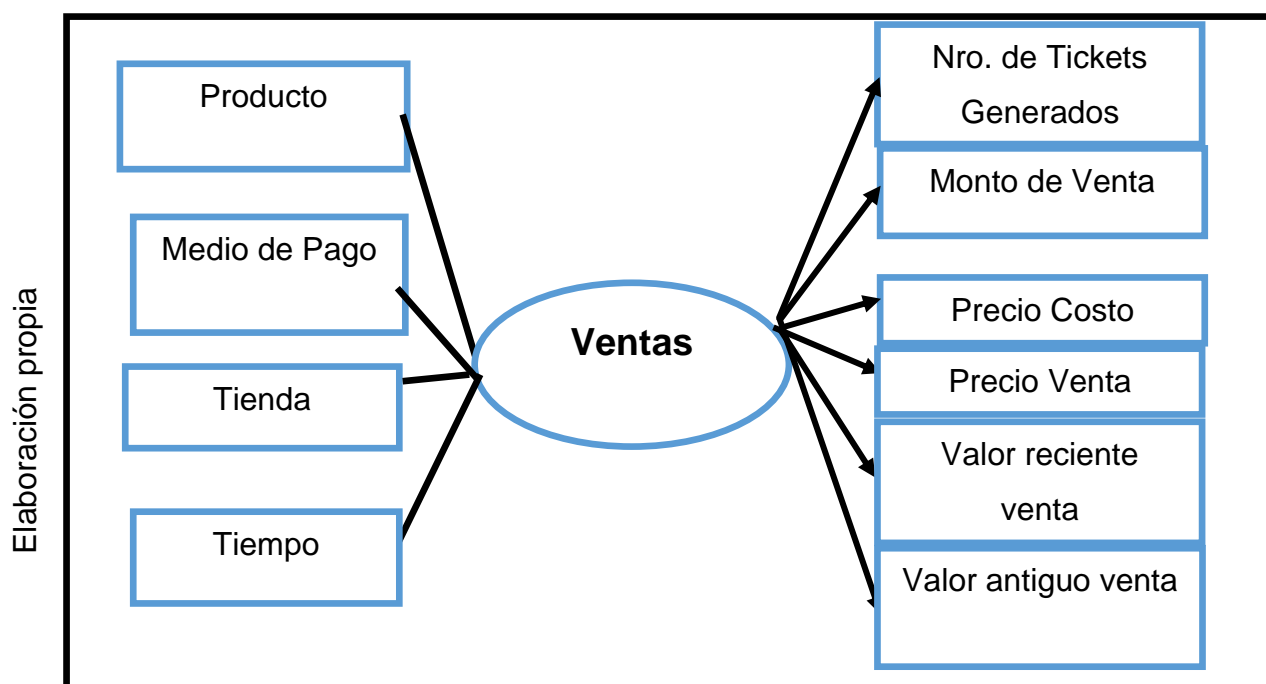 Elaboración propia
Producto
Medio de Pago
Tienda
Tiempo
Ventas
Nro. de Tickets
Generados
Monto de Venta
Precio Costo
Precio Venta
Valor reciente
venta
Valor antiguo venta